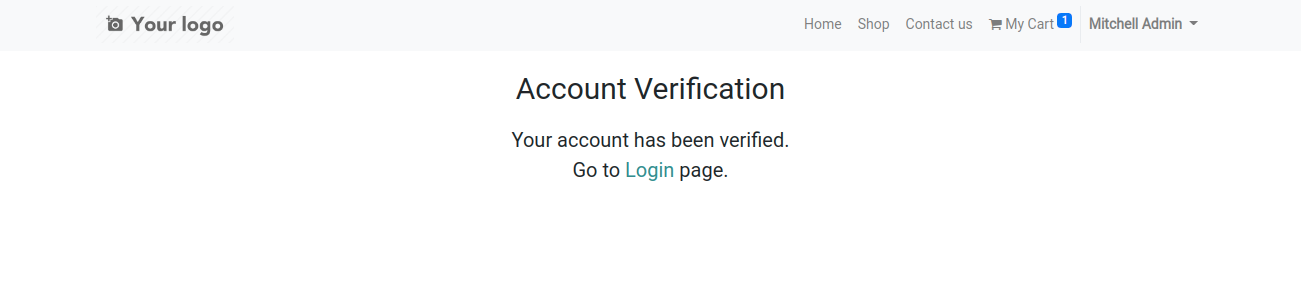 Your logo
Home Shop Contact us My Cart 1 Mitchell Admin
Account Verification
Your account has been verified.
Go to Login page.